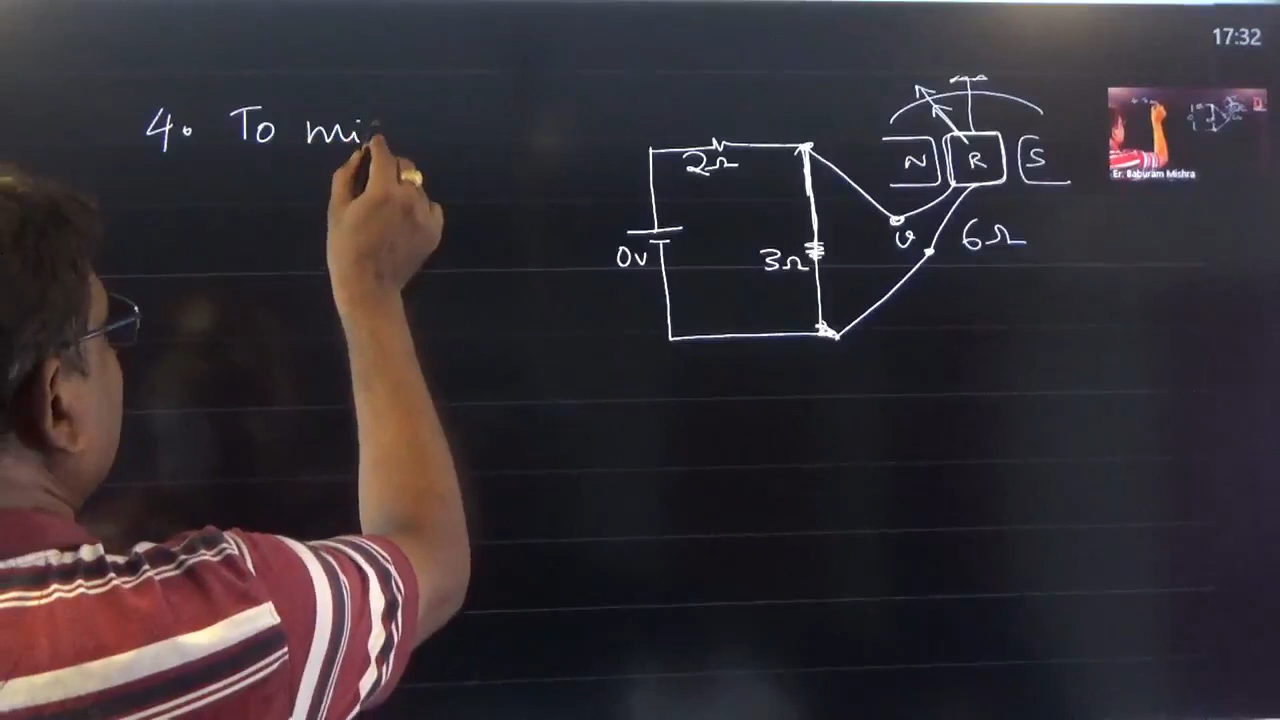 17:32
4. To mi
2Ω
N R S
0v
3Ω
v 6Ω
Er. Baburam Mishra